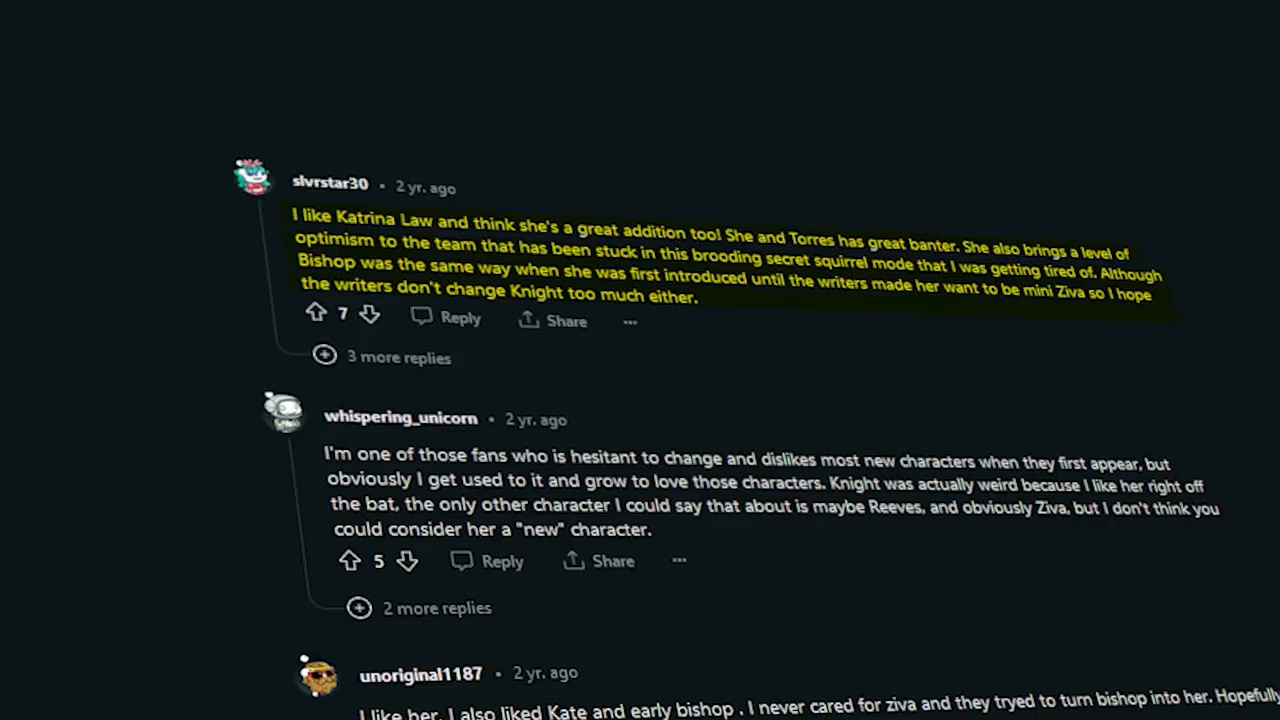 slvrstar30 • 2 yr. ago
I like Katrina Law and think she's a great addition too! She and Torres has great banter. She also brings a level of
optimism to the team that has been stuck in this brooding secret squirrel mode that I was getting tired of. Although
Bishop was the same way when she was first introduced until the writers made her want to be mini Ziva so I hope
the writers don't change Knight too much either.
7 Reply Share ...
3 more replies
whispering_unicorn • 2 yr. ago
I'm one of those fans who is hesitant to change and dislikes most new characters when they first appear, but
obviously I get used to it and grow to love those characters. Knight was actually weird because I like her right off
the bat, the only other character I could say that about is maybe Reeves, and obviously Ziva, but I don't think you
could consider her a "new" character.
5 Reply Share ...
2 more replies
unoriginal1187 • 2 yr. ago
I like her. I also liked Kate and early bishop . I never cared for ziva and they tryed to turn bishop into her. Hopefully